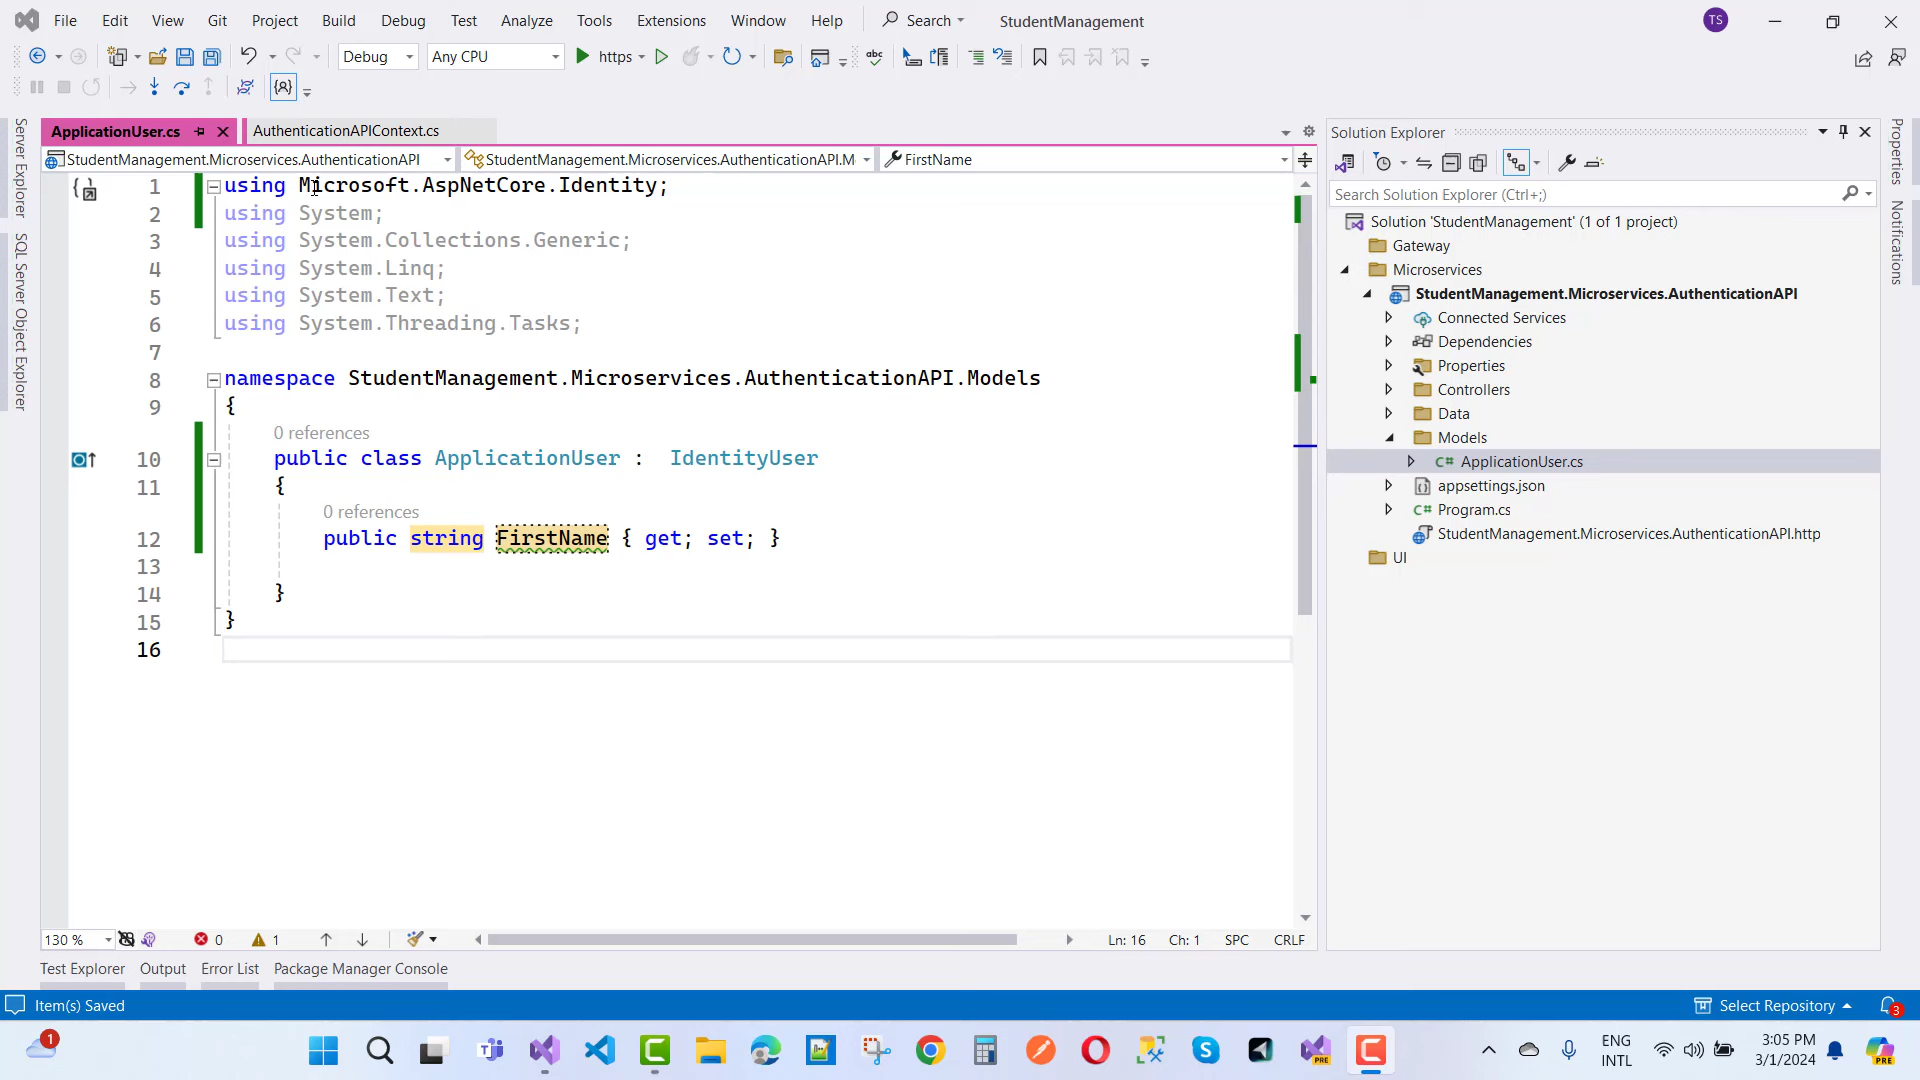 File Edit View Git Project Build Debug Test Analyze Tools Extensions Window Help Search StudentManagement TS
Debug Any CPU https
ApplicationUser.cs AuthenticationAPIContext.cs
StudentManagement.Microservices.AuthenticationAPI StudentManagement.Microservices.AuthenticationAPI.M FirstName
1 using Microsoft.AspNetCore.Identity;
2 using System;
3 using System.Collections.Generic;
4 using System.Linq;
5 using System.Text;
6 using System.Threading.Tasks;
7
8 namespace StudentManagement.Microservices.AuthenticationAPI.Models
9 {
0 references
10 public class ApplicationUser : IdentityUser
11 {
0 references
12 public string FirstName { get; set; }
13
14 }
15 }
16
130 % 0 1 Ln: 16 Ch: 1 SPC CRLF
Test Explorer Output Error List Package Manager Console
Item(s) Saved Select Repository 3
Server Explorer
SQL Server Object Explorer
Solution Explorer
Search Solution Explorer (Ctrl+;)
Solution 'StudentManagement' (1 of 1 project)
Gateway
Microservices
StudentManagement.Microservices.AuthenticationAPI
Connected Services
Dependencies
Properties
Controllers
Data
Models
C# ApplicationUser.cs
appsettings.json
C# Program.cs
StudentManagement.Microservices.AuthenticationAPI.http
UI
Properties
Notifications
1
PRE
ENG
INTL
3:05 PM
3/1/2024
PRE